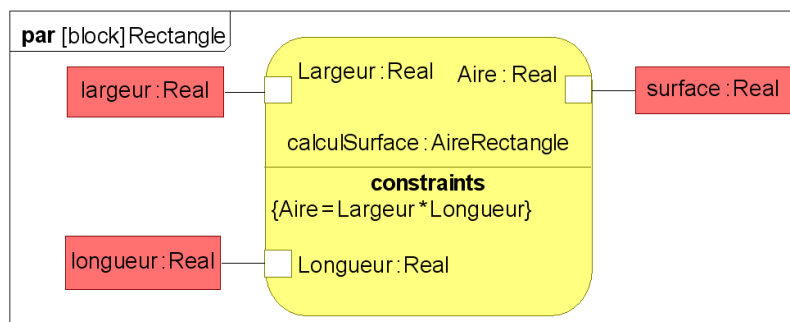 par [block] Rectangle
largeur : Real
Largeur : Real
Aire : Real
surface : Real
calculSurface : AireRectangle
constraints
{Aire=Largeur*Longueur}
longueur : Real
Longueur : Real